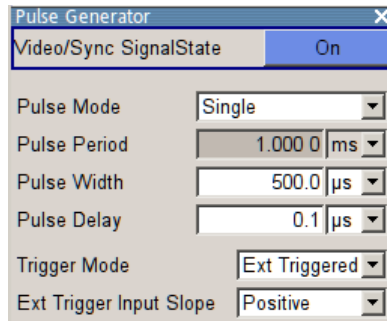 Pulse Generator
Video/Sync SignalState On
Pulse Mode Single
Pulse Period 1.000 0 ms
Pulse Width 500.0 µs
Pulse Delay 0.1 µs
Trigger Mode Ext Triggered
Ext Trigger Input Slope Positive